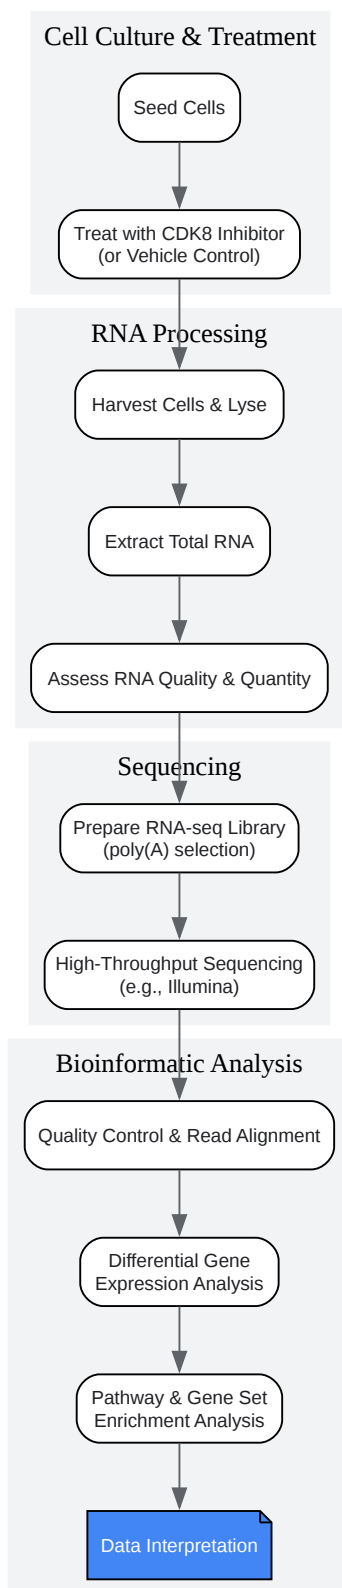 Cell Culture & Treatment
Seed Cells
Treat with CDK8 Inhibitor
(or Vehicle Control)
RNA Processing
Harvest Cells & Lyse
Extract Total RNA
Assess RNA Quality & Quantity
Sequencing
Prepare RNA-seq Library
(poly(A) selection)
High-Throughput Sequencing
(e.g., Illumina)
Bioinformatic Analysis
Quality Control & Read Alignment
Differential Gene
Expression Analysis
Pathway & Gene Set
Enrichment Analysis
Data Interpretation